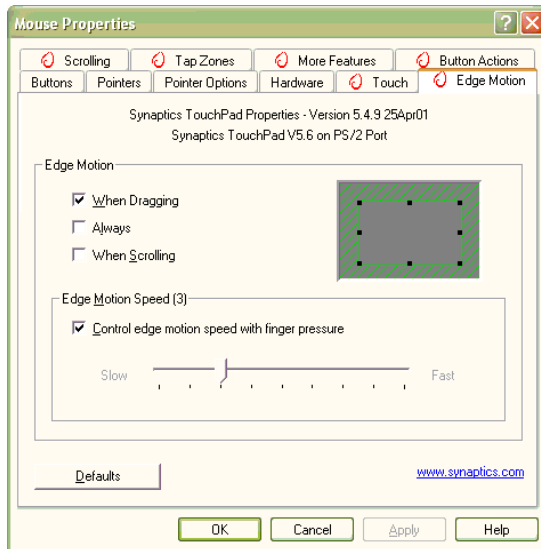 Mouse Properties
Scrolling Tap Zones More Features Button Actions
Buttons Pointers Pointer Options Hardware Touch Edge Motion
Synaptics TouchPad Properties - Version 5.4.9 25Apr01
Synaptics TouchPad V5.6 on PS/2 Port
Edge Motion
When Dragging
Always
When Scrolling
Edge Motion Speed (3)
Control edge motion speed with finger pressure
Slow Fast
Defaults www.synaptics.com
OK Cancel Apply Help